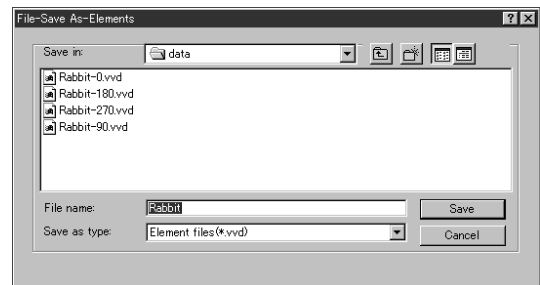 File-Save As-Elements
Save in: data
Rabbit-0.vvd
Rabbit-180.vvd
Rabbit-270.vvd
Rabbit-90.vvd
File name: Rabbit Save
Save as type: Element files(*.vvd) Cancel